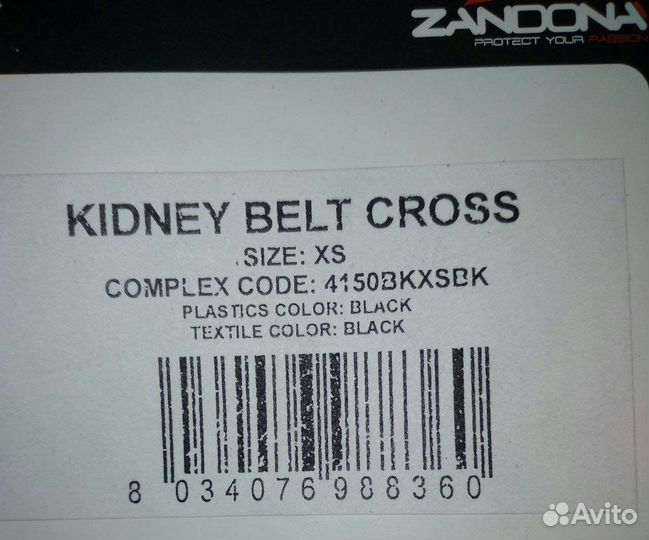 ZANDONA
PROTECT YOUR PASSION
KIDNEY BELT CROSS
SIZE: XS
COMPLEX CODE: 4150BKXSBK
PLASTICS COLOR: BLACK
TEXTILE COLOR: BLACK
8 034076 988360
Avito